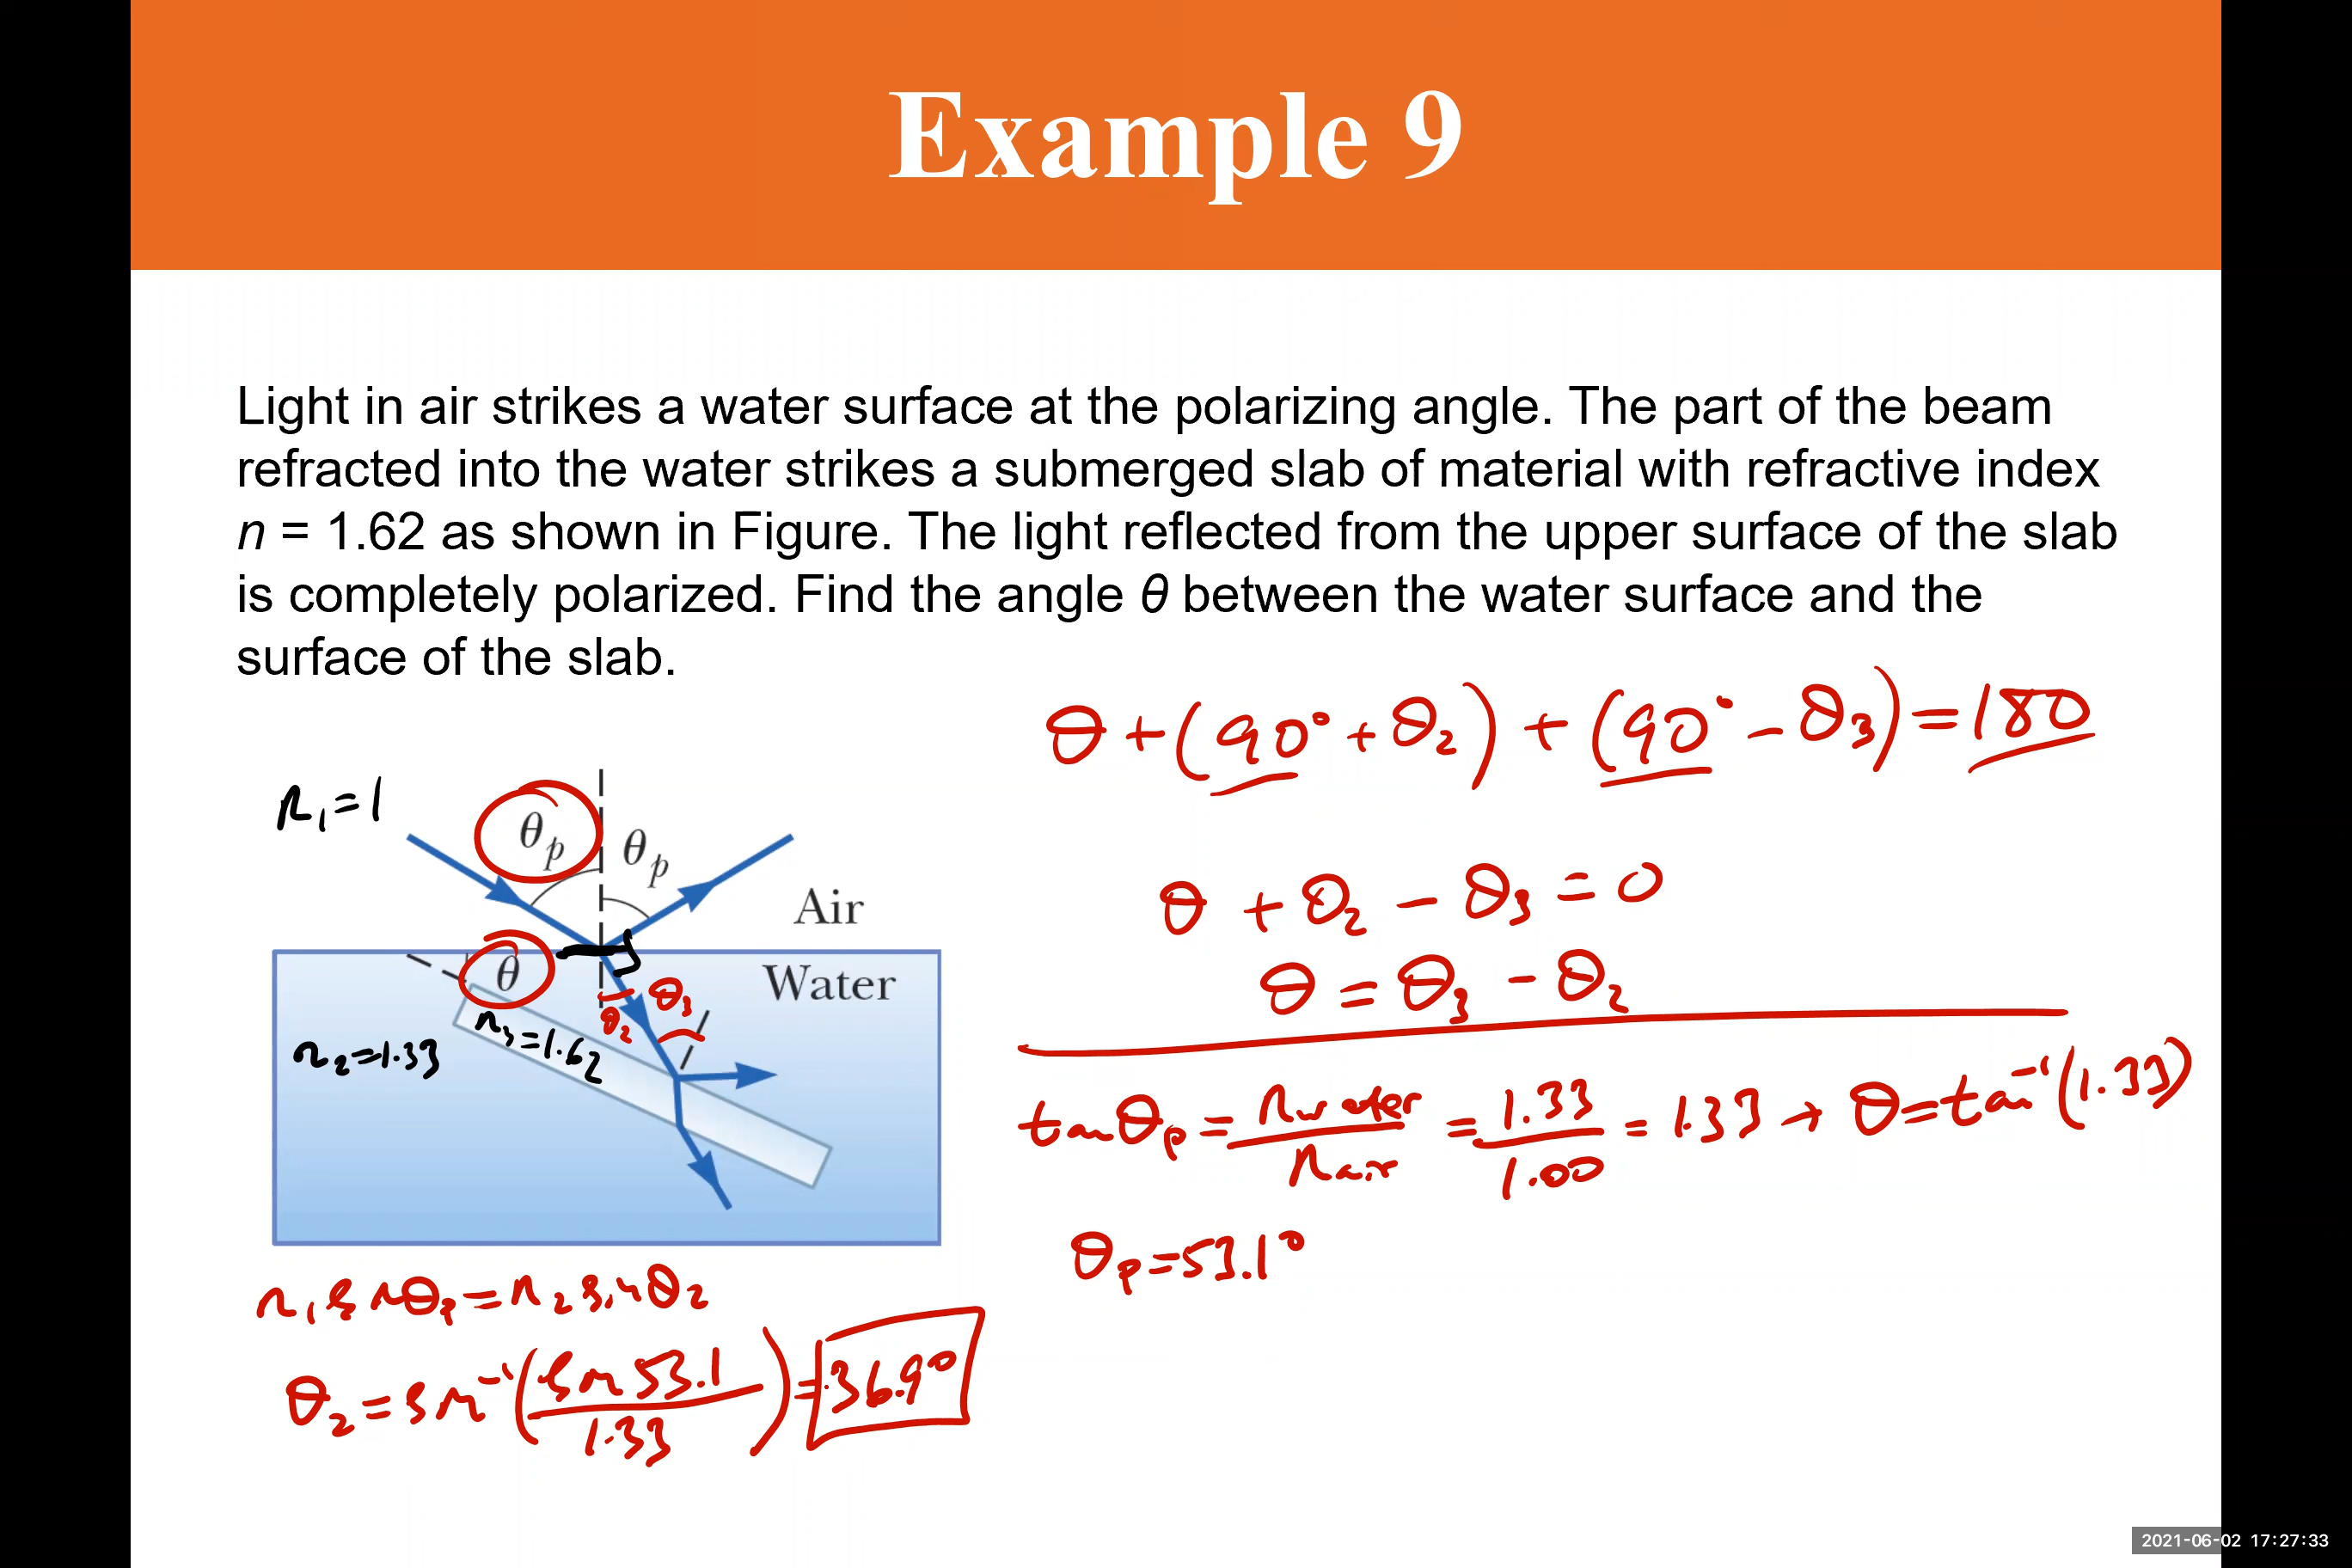 Example 9
Light in air strikes a water surface at the polarizing angle. The part of the beam
refracted into the water strikes a submerged slab of material with refractive index
n = 1.62 as shown in Figure. The light reflected from the upper surface of the slab
is completely polarized. Find the angle θ between the water surface and the
surface of the slab.
θ + (90° + θ₂) + (90° − θ₃) = 180
n₁ = 1
θp
θp
Air
θ + θ₂ − θ₃ = 0
θ
Water
θ = θ₃ − θ₂
θ₃
θ₂
n₃ = 1.62
n₂ = 1.33
tan θp = n water / n air = 1.33 / 1.00 = 1.33 → θ = tan⁻¹(1.33)
θp = 53.1°
n₁ sin θp = n₂ sin θ₂
θ₂ = sin⁻¹(sin 53.1 / 1.33) = 36.9°
2021-06-02 17:27:33